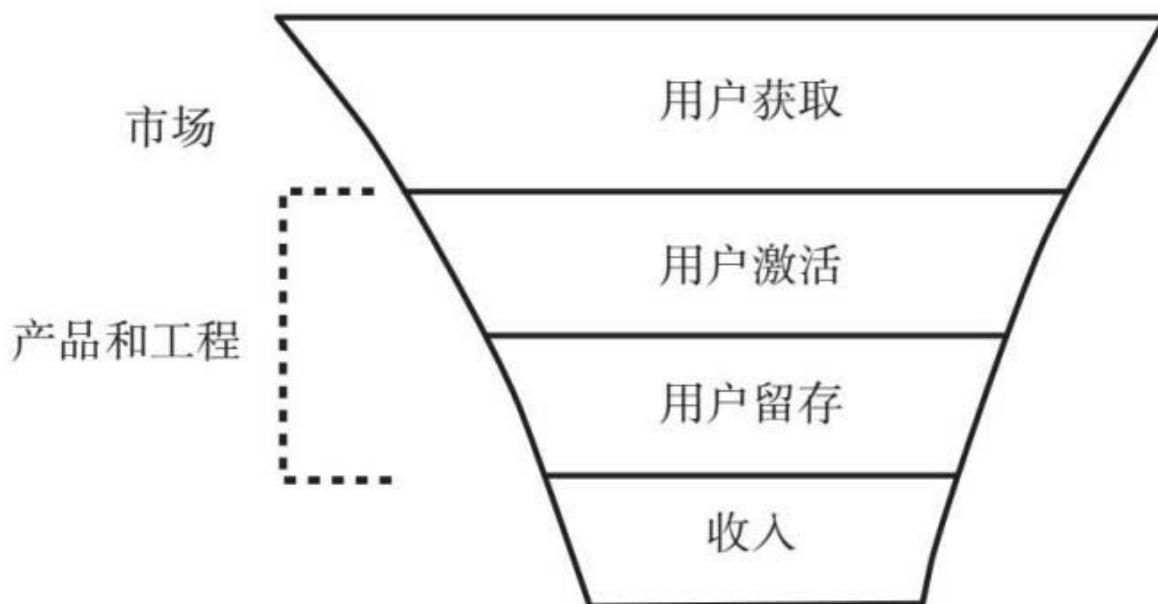 用户获取
市场
用户激活
产品和工程
用户留存
收入